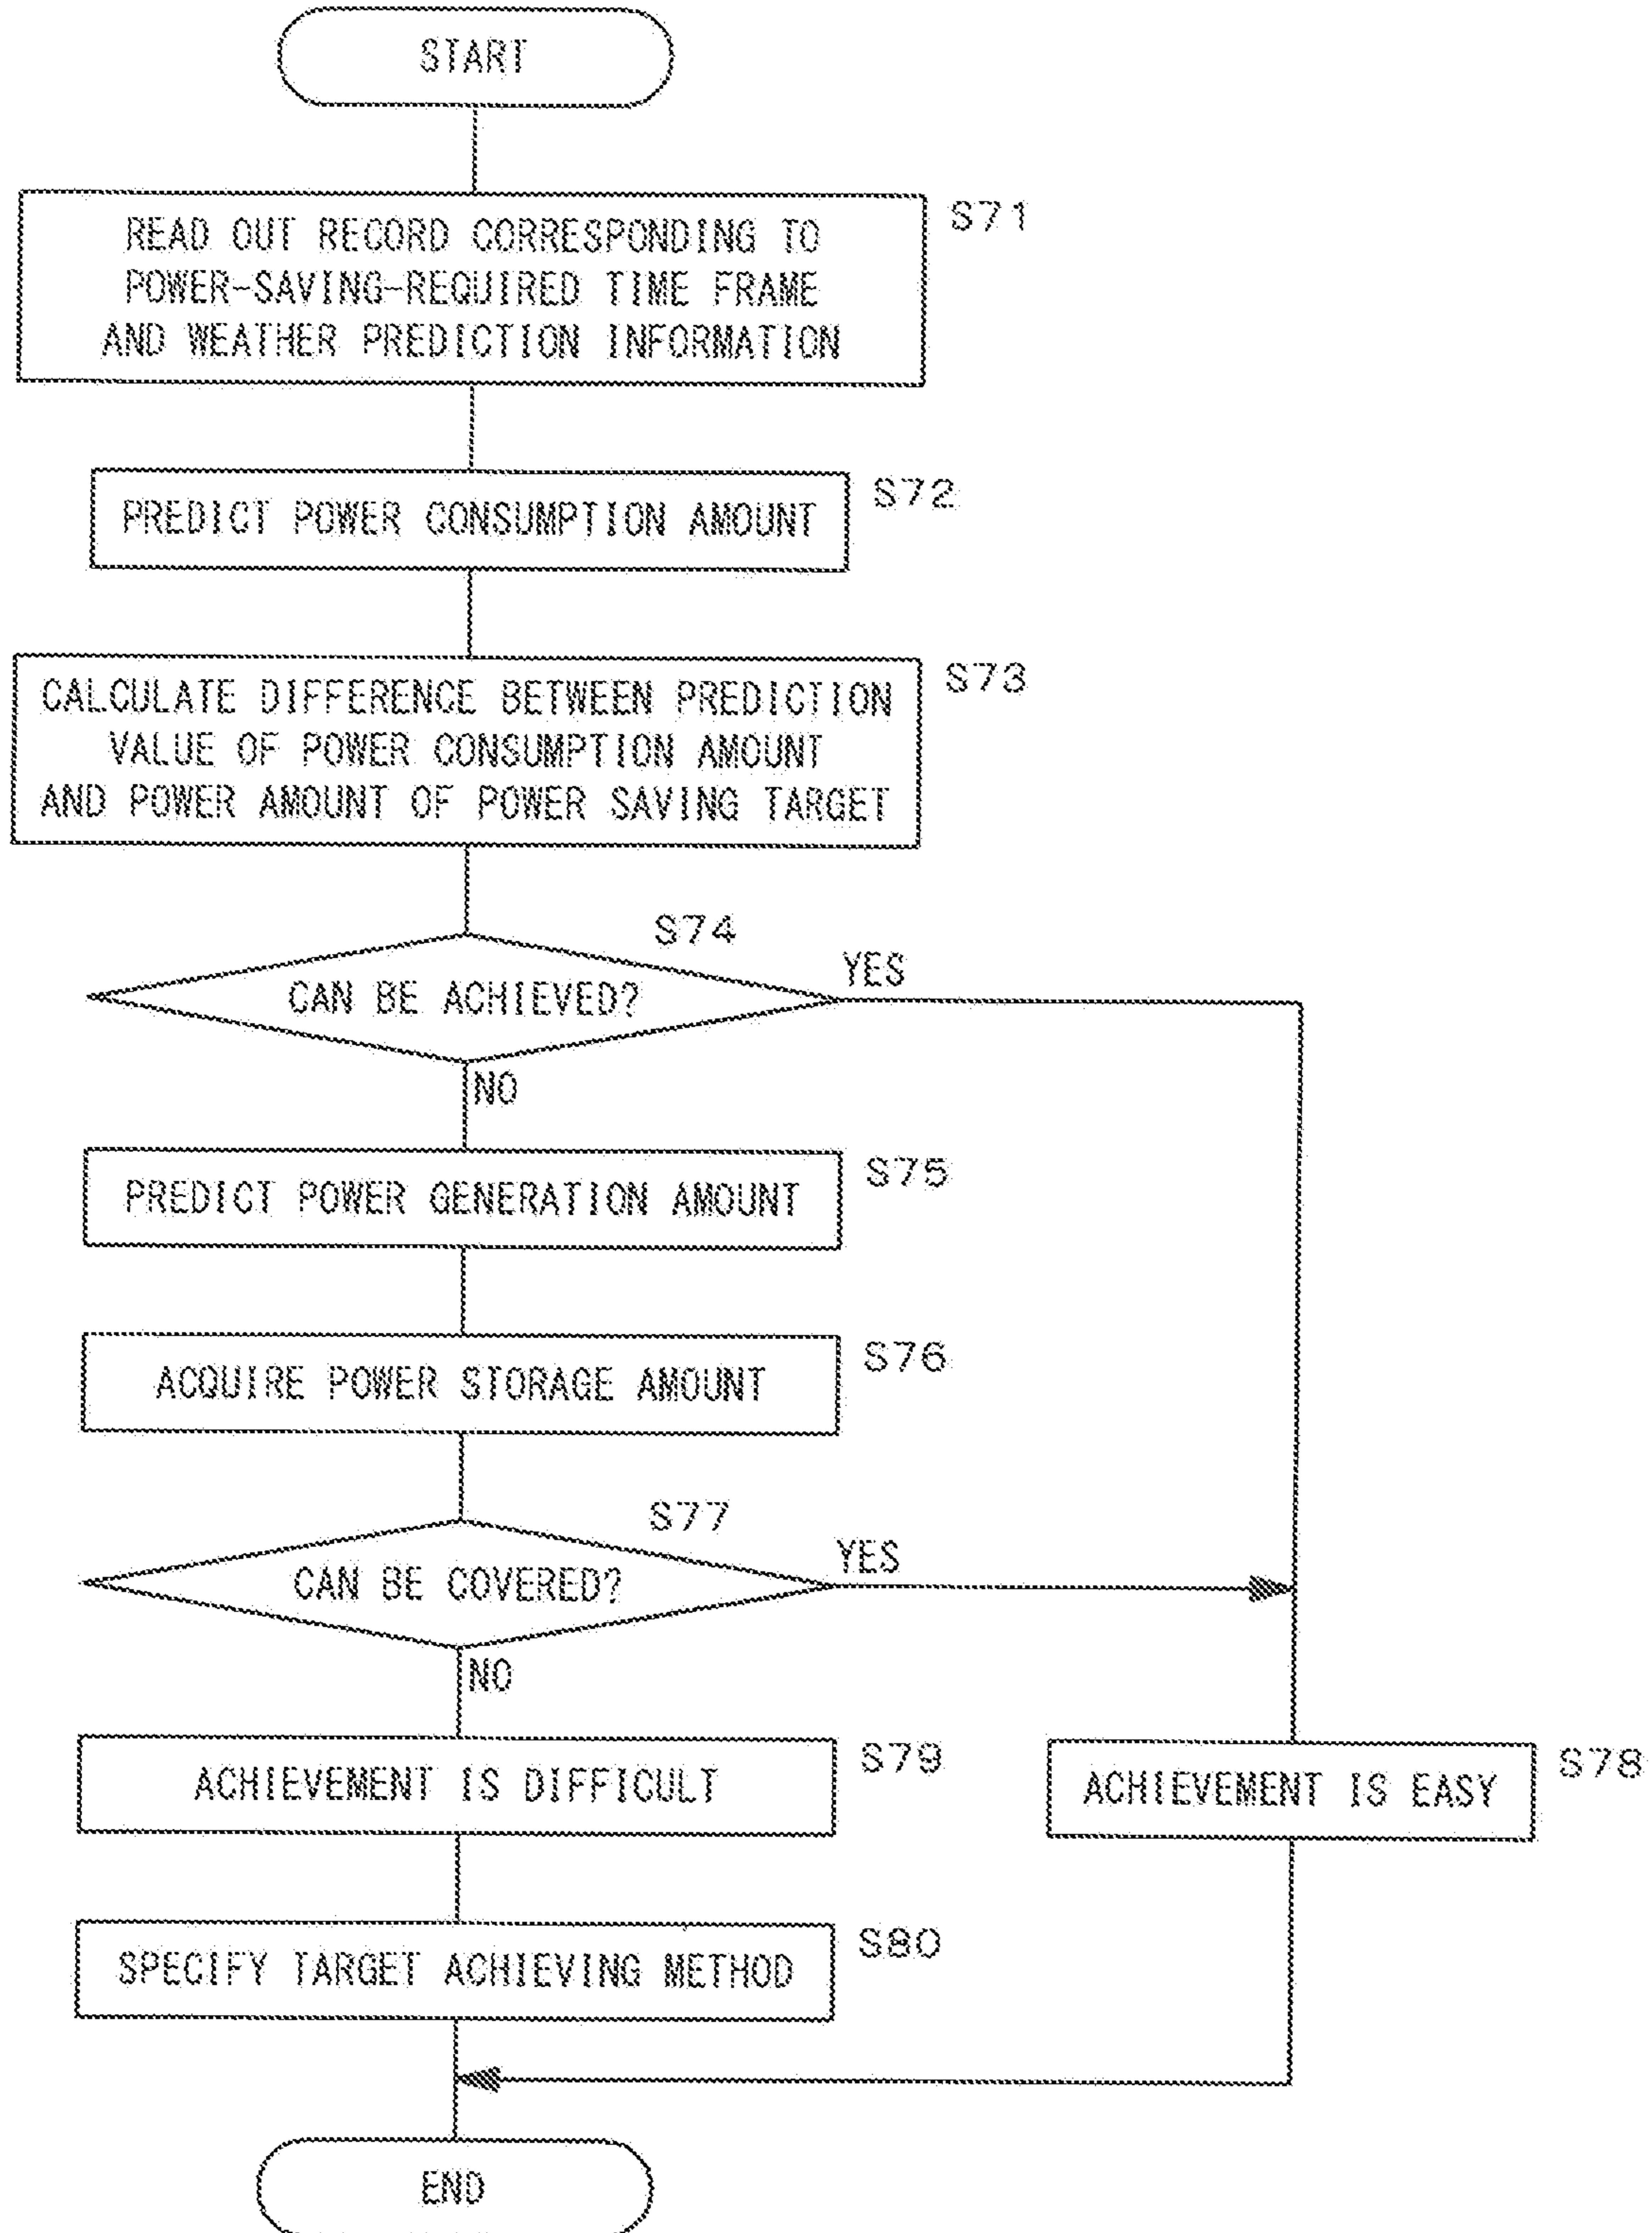 START
READ OUT RECORD CORRESPONDING TO
POWER-SAVING-REQUIRED TIME FRAME
AND WEATHER PREDICTION INFORMATION
S71
PREDICT POWER CONSUMPTION AMOUNT
S72
CALCULATE DIFFERENCE BETWEEN PREDICTION
VALUE OF POWER CONSUMPTION AMOUNT
AND POWER AMOUNT OF POWER SAVING TARGET
S73
S74
CAN BE ACHIEVED?
YES
NO
PREDICT POWER GENERATION AMOUNT
S75
ACQUIRE POWER STORAGE AMOUNT
S76
S77
CAN BE COVERED?
YES
NO
ACHIEVEMENT IS DIFFICULT
S79
ACHIEVEMENT IS EASY
S78
SPECIFY TARGET ACHIEVING METHOD
S80
END